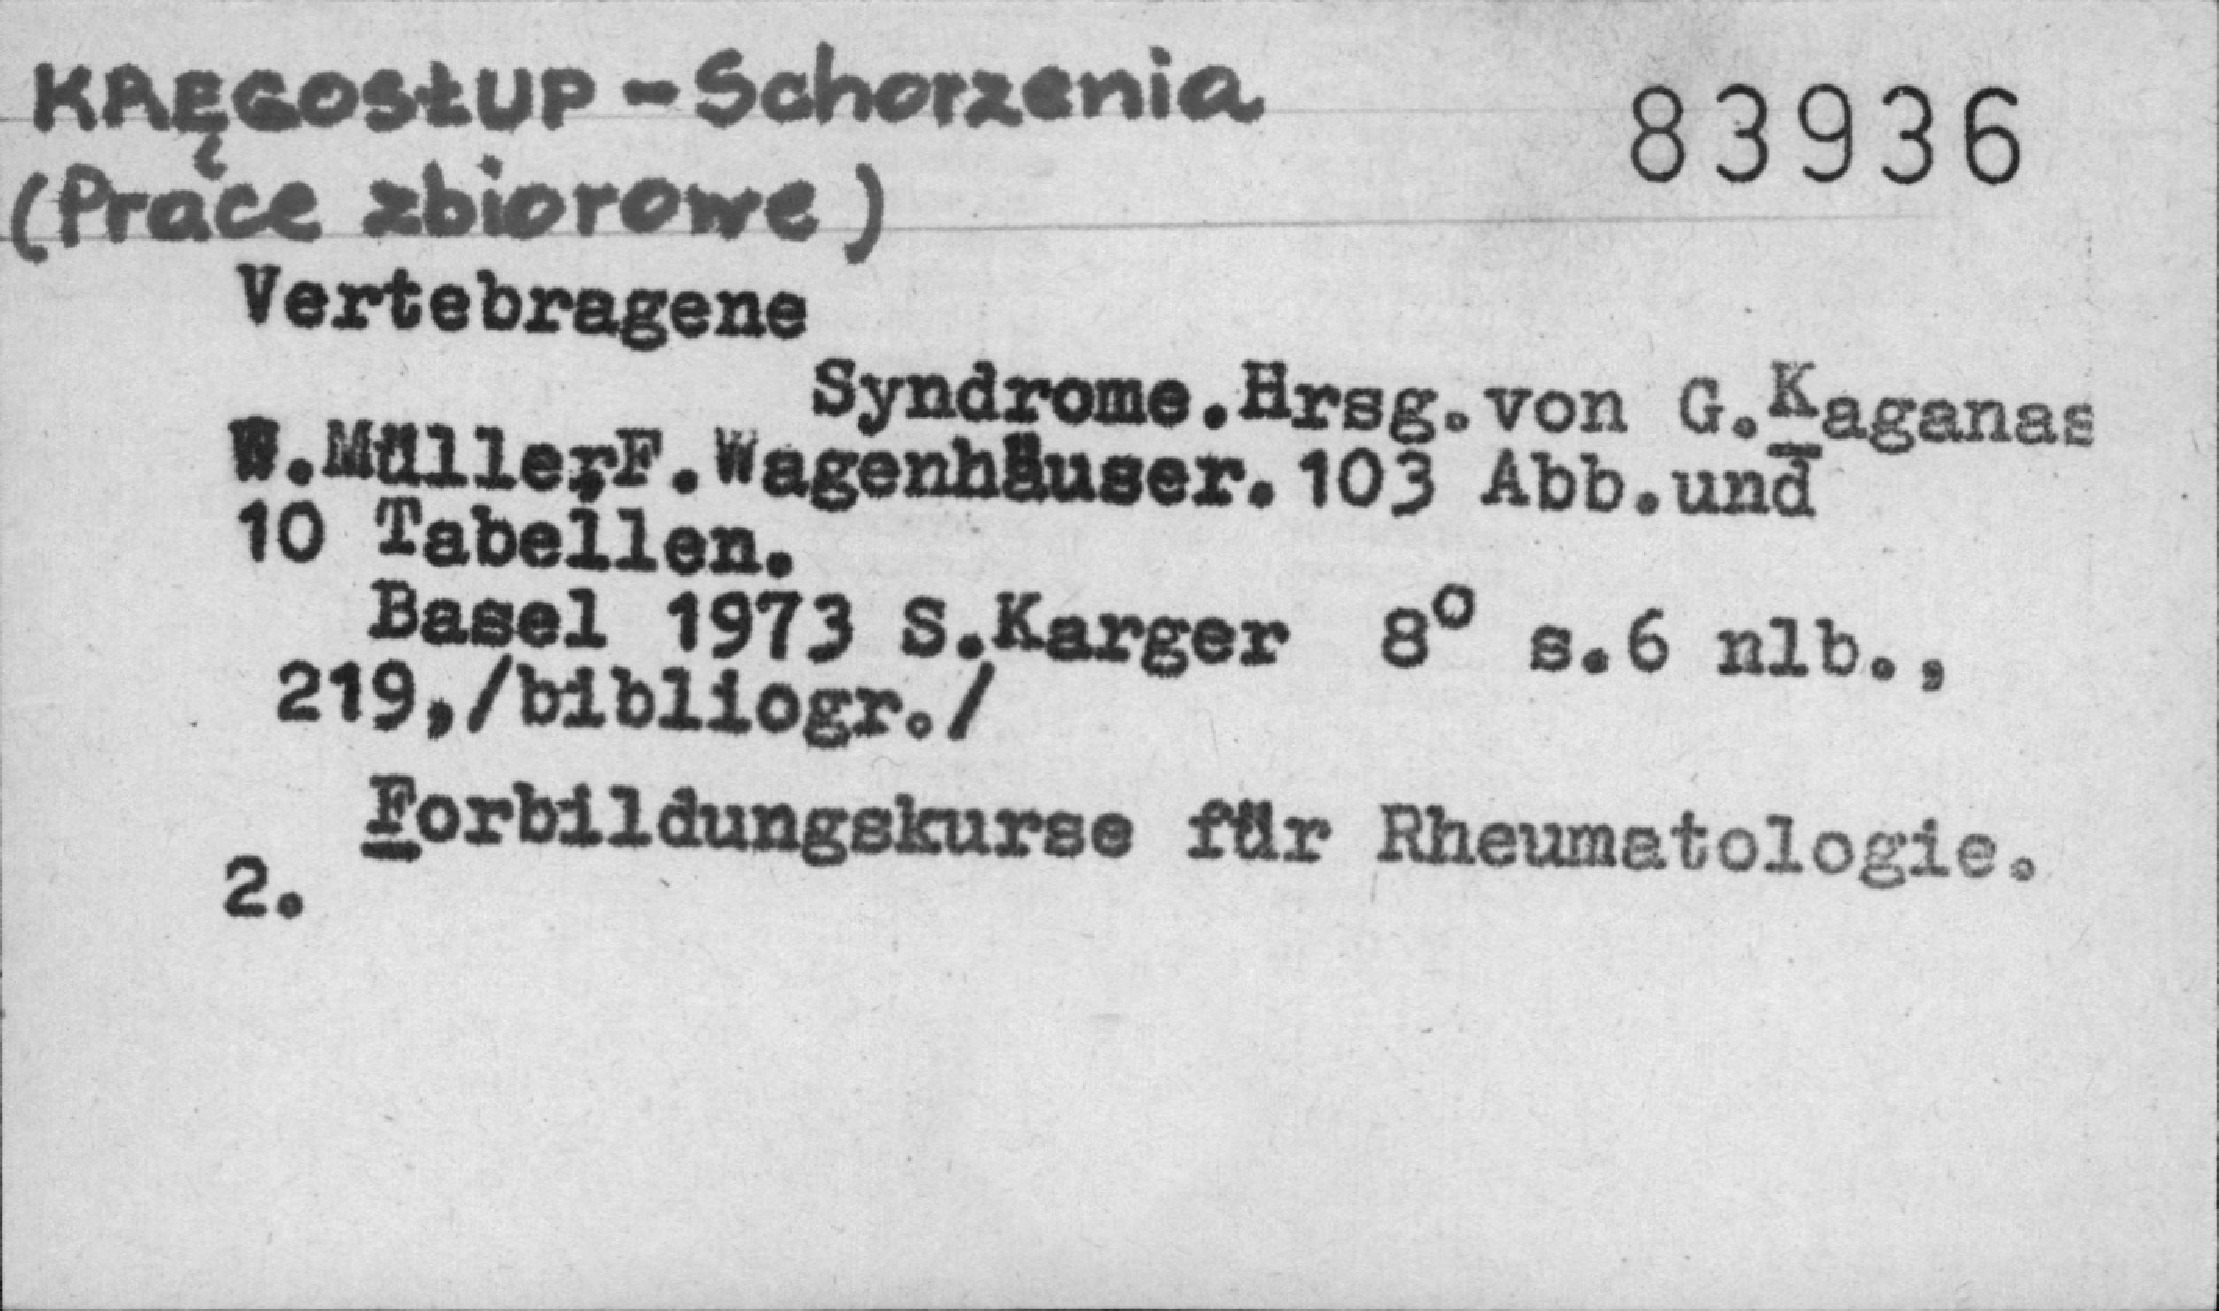 KRĘGOSŁUP - Schorzenia
83936
(Prace zbiorowe)
Vertebragene
Syndrome.Hrsg.von G.Kaganas
W.Müller,F.Wagenhäuser.103 Abb.und
10 Tabellen.
Basel 1973 S.Karger 8° s.6 nlb.,
219,/bibliogr./
Forbildungskurse für Rheumatologie.
2.